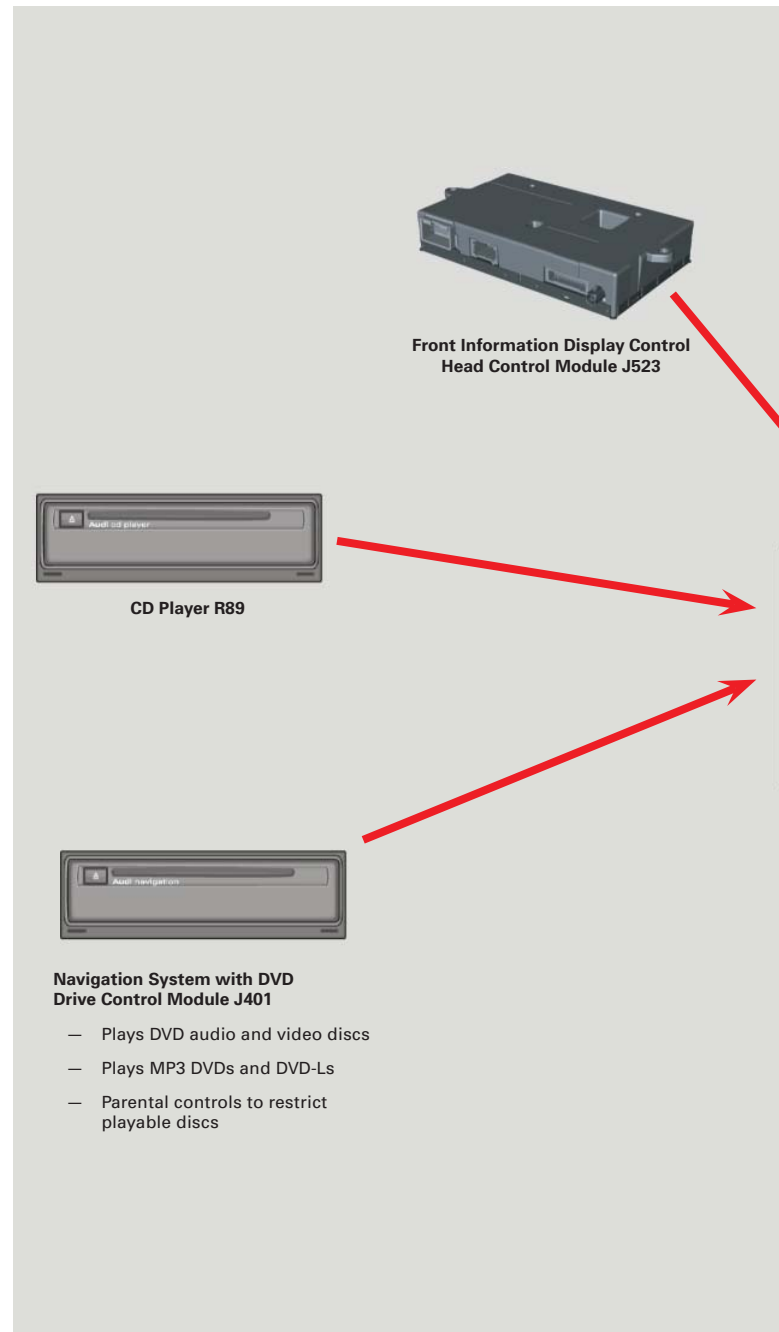 Front Information Display Control
Head Control Module J523
Audi cd player
CD Player R89
Audi navigation
Navigation System with DVD
Drive Control Module J401
— Plays DVD audio and video discs
— Plays MP3 DVDs and DVD-Ls
— Parental controls to restrict
playable discs